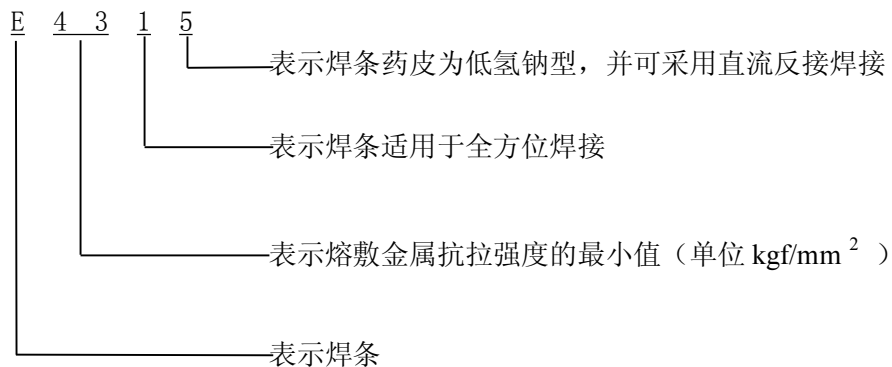 E 4 3 1 5
表示焊条药皮为低氢钠型，并可采用直流反接焊接
表示焊条适用于全方位焊接
表示熔敷金属抗拉强度的最小值（单位 kgf/mm ²）
表示焊条